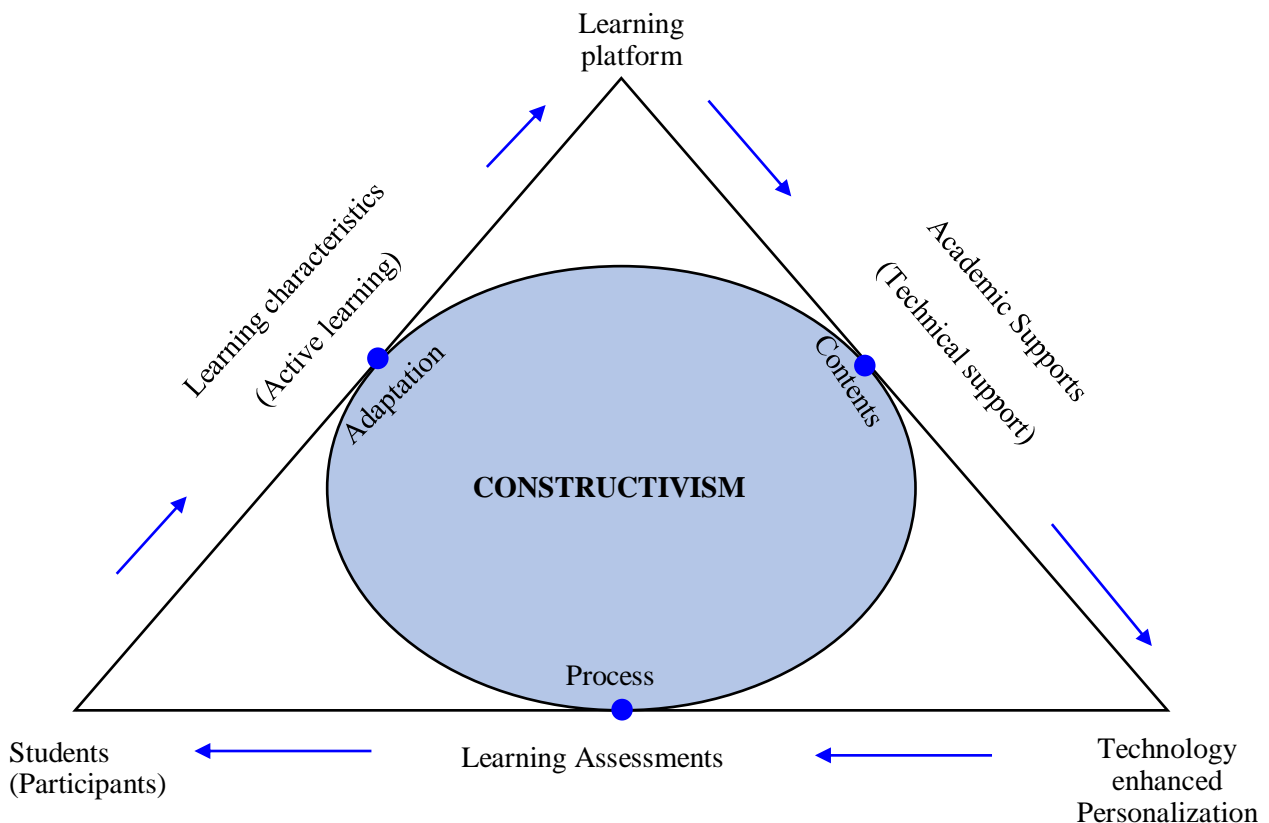 Learning
platform
Learning characteristics
(Active learning)
Academic Supports
(Technical support)
Adaptation
Contents
CONSTRUCTIVISM
Process
Students
(Participants)
Learning Assessments
Technology
enhanced
Personalization